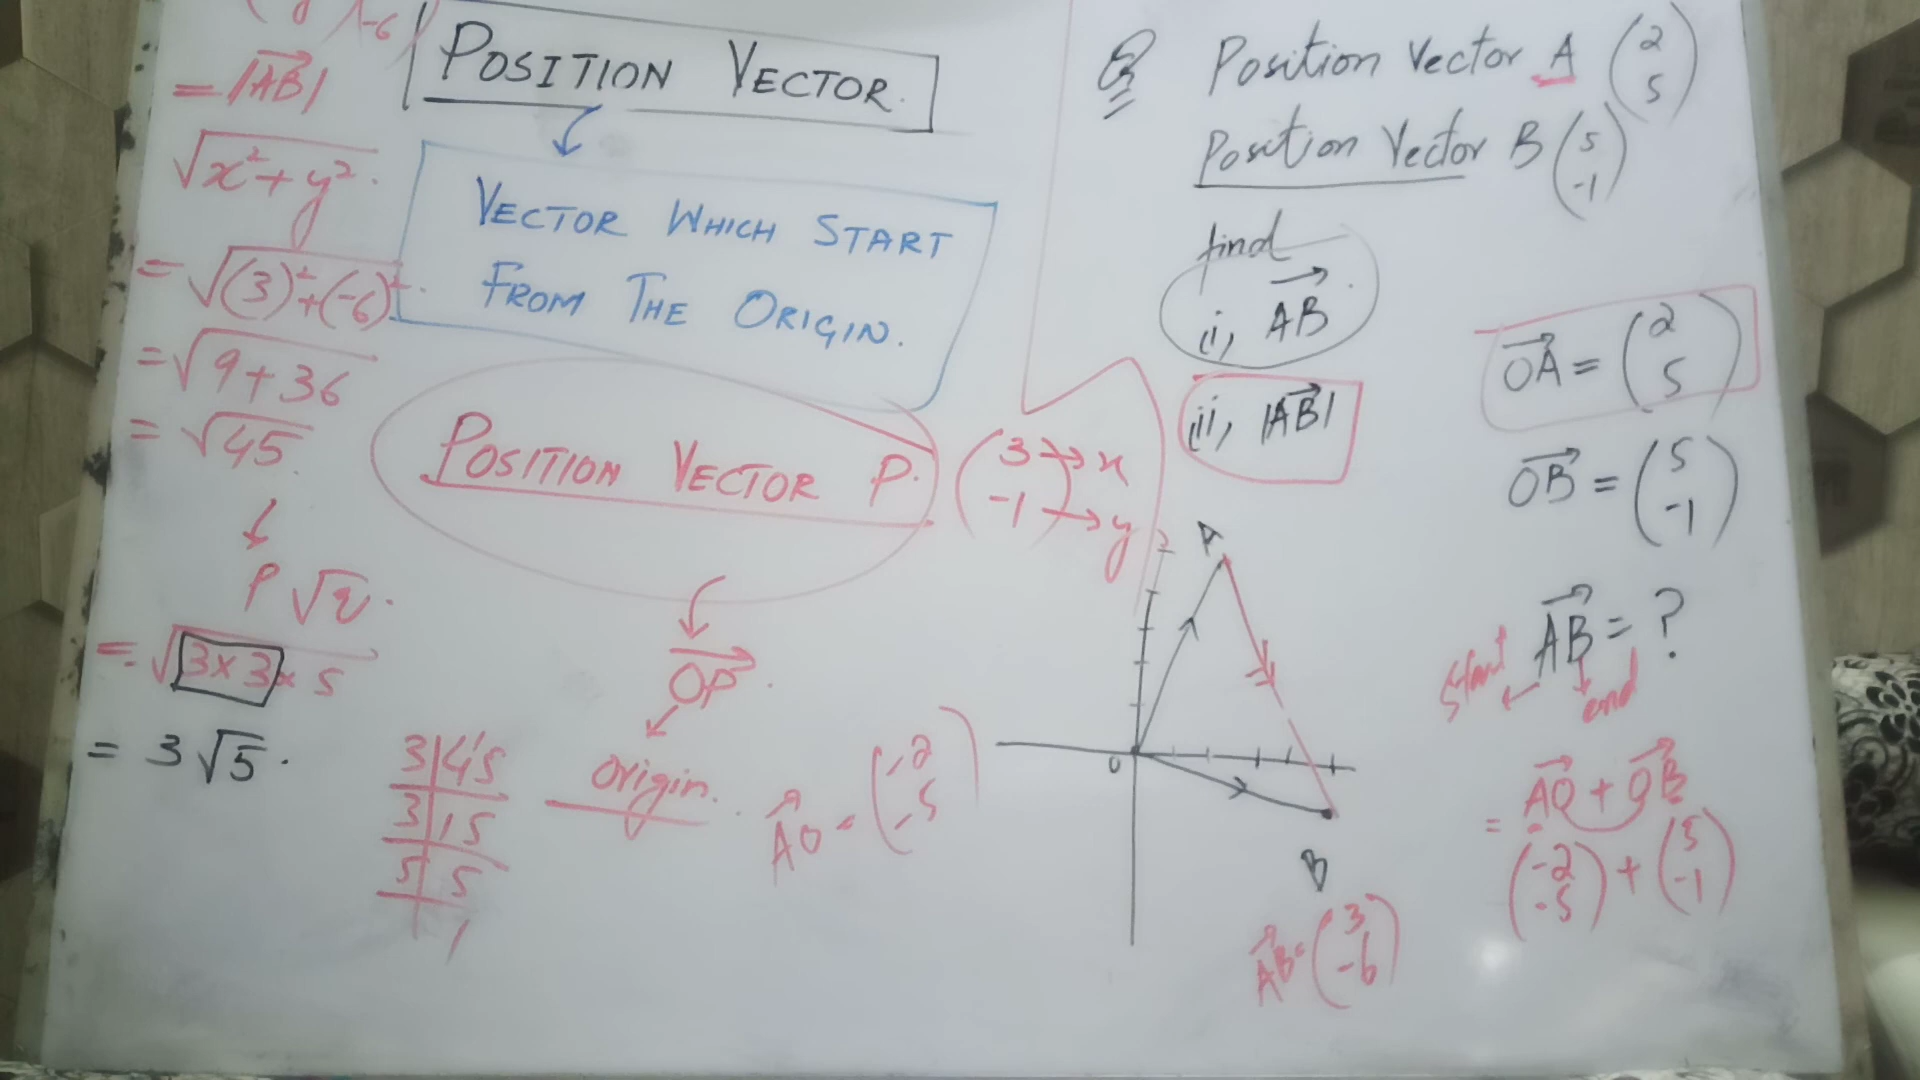 POSITION VECTOR.
VECTOR WHICH START
FROM THE ORIGIN.
POSITION VECTOR P. (3 → x
-1) → y
OP
origin.
AO = (-2
-5)
-6)
= |AB|
√x²+y².
= √(3)²+(-6)².
= √9+36
= √45.
P√q.
= √3×3×5
= 3√5.
3|45
3|15
5|5
1
Q Position Vector A (2
5)
Position Vector B (5
-1)
find
(i, AB
(ii, |AB|
OA = (2
5)
OB = (5
-1)
AB = ?
start end
= AO + OB
(-2
-5) + (5
-1)
A
O
B
AB = (3
-6)